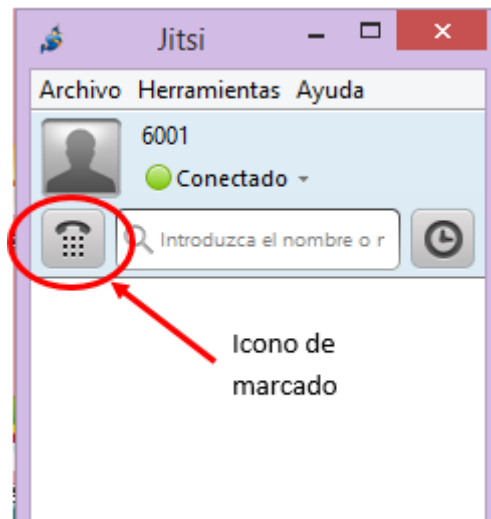 Jitsi
Archivo Herramientas Ayuda
6001
Conectado
Introduzca el nombre o r
Icono de
marcado